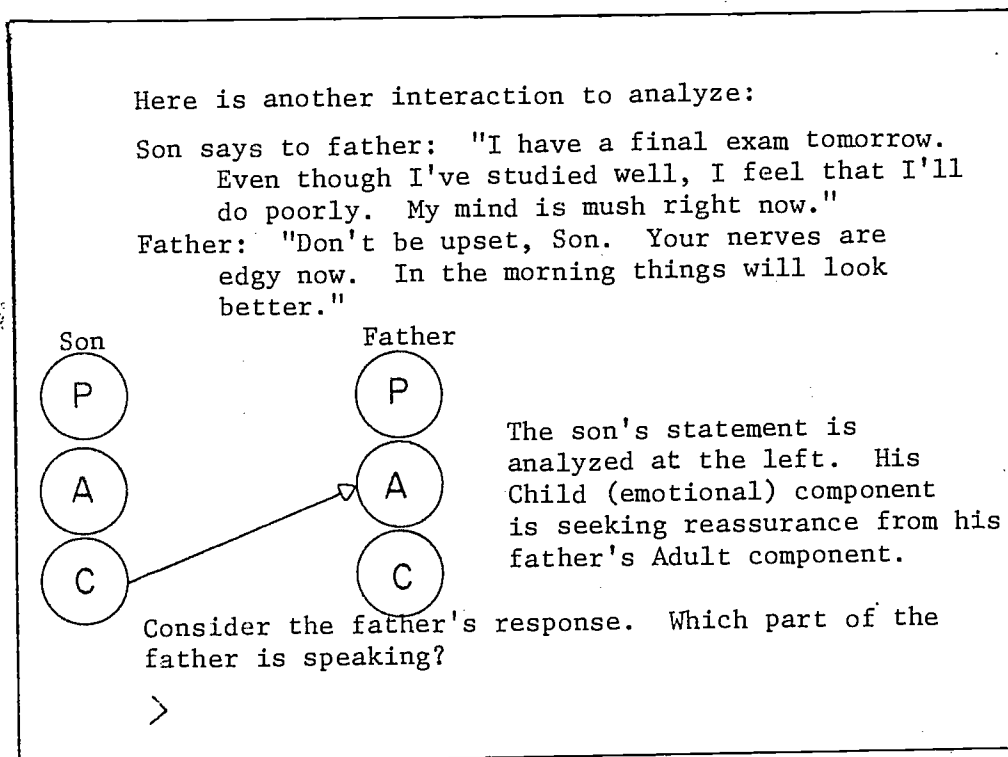 Here is another interaction to analyze:
Son says to father: "I have a final exam tomorrow.
Even though I've studied well, I feel that I'll
do poorly. My mind is mush right now."
Father: "Don't be upset, Son. Your nerves are
edgy now. In the morning things will look
better."
Son
Father
P
P
A
A
C
C
The son's statement is
analyzed at the left. His
Child (emotional) component
is seeking reassurance from his
father's Adult component.
Consider the father's response. Which part of the
father is speaking?
>